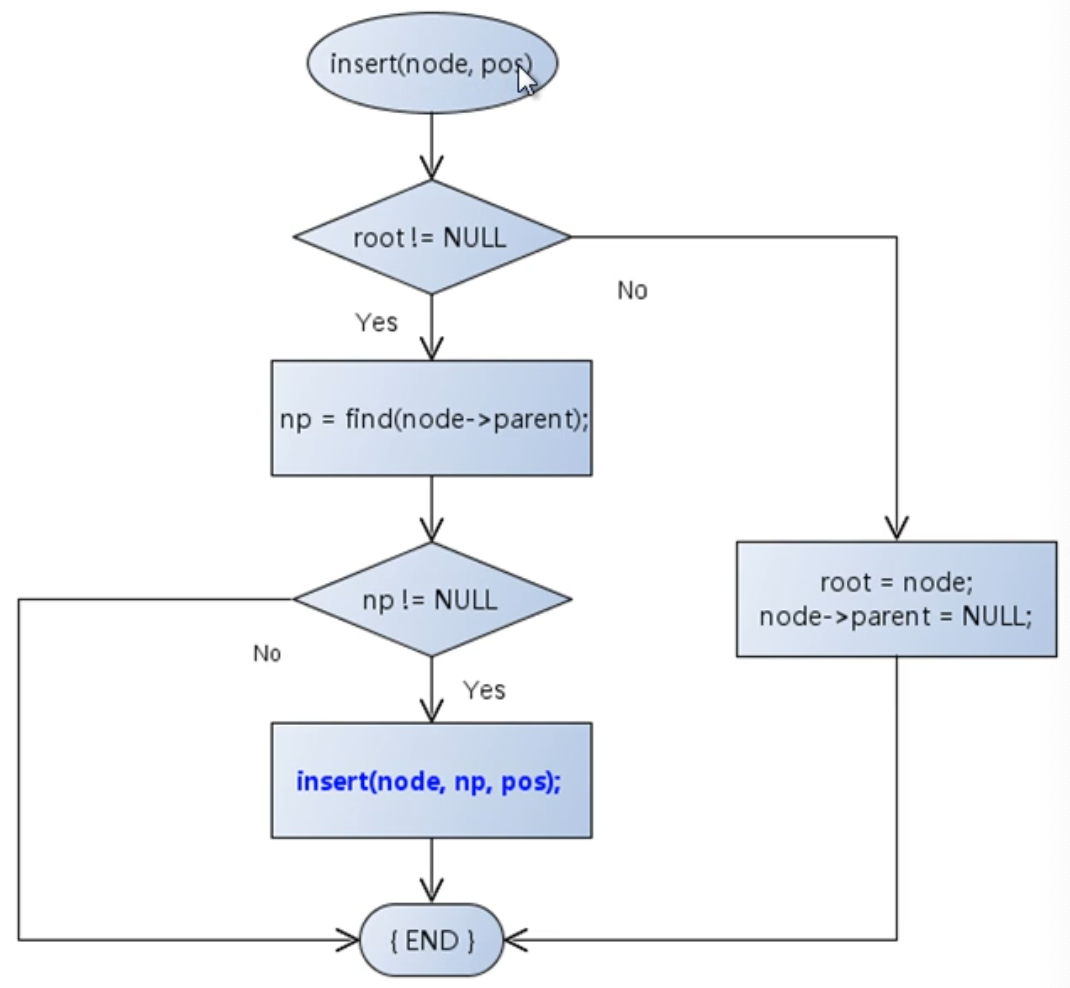 insert(node, pos)
root != NULL
No
Yes
np = find(node->parent);
np != NULL
root = node;
node->parent = NULL;
No
Yes
insert(node, np, pos);
{ END }